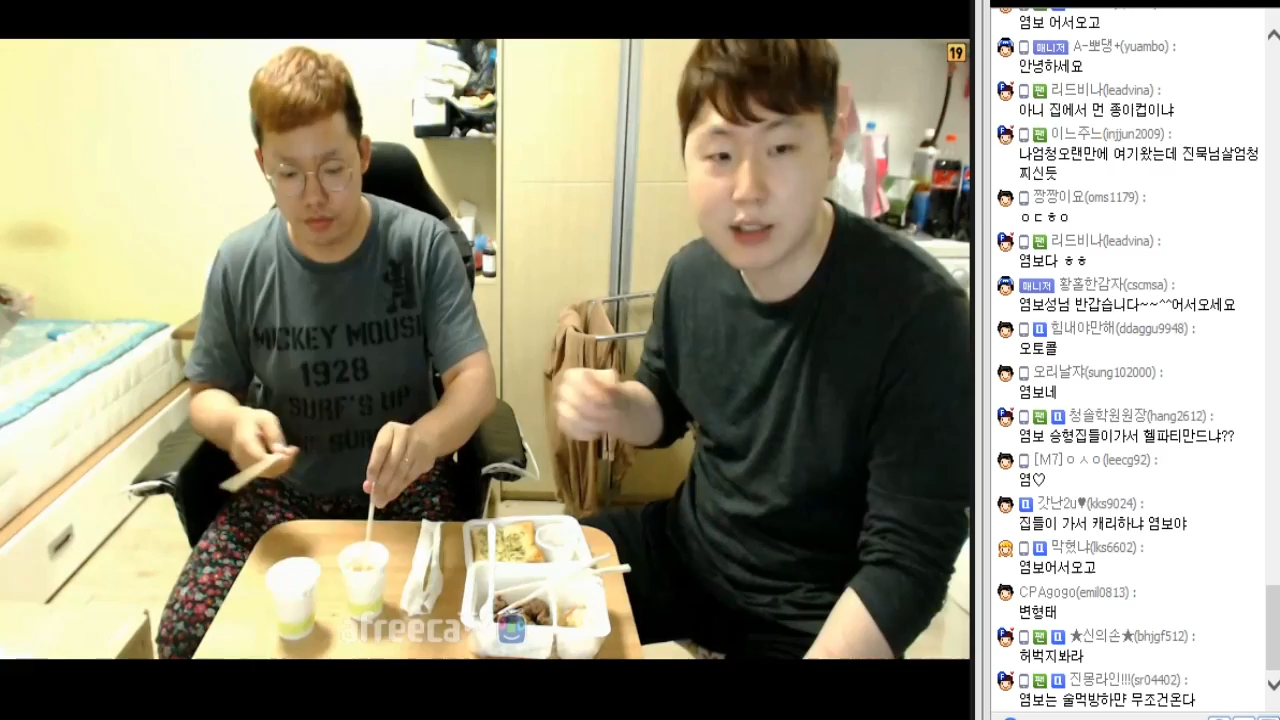 19
MICKEY MOUSE
1928
afreeca
염보 어서오고
매니저 A-뽀댕+(yuambo) :
안녕하세요
팬 리드비나(leadvina) :
아니 집에서 먼 종이컵이냐
팬 이느주느(injjun2009) :
나엄청오랜만에 여기왔는데 진묵님살엄청
찌신듯
짱짱이요(oms1179) :
ㅇㄷㅎㅇ
팬 리드비나(leadvina) :
염보다 ㅎㅎ
매니저 황홀한감자(cscmsa) :
염보성님 반갑습니다~~^^어서오세요
힘내야만해(ddaggu9948) :
오토콜
오리날쟈(sung102000) :
염보네
팬 청솔학원원장(hang2612) :
염보 승형집들이가서 헬파티만드냐??
[M7]ㅇㅅㅇ(leecg92) :
염♡
갓난2u♥(kks9024) :
집들이 가서 캐리하냐 염보야
막혔냐(lks6602) :
염보어서오고
CPAgogo(emil0813) :
변형태
팬 ★신의손★(bhjgf512) :
허벅지봐라
팬 진몽라인!!!(sr04402) :
염보는 술먹방하먄 무조건온다